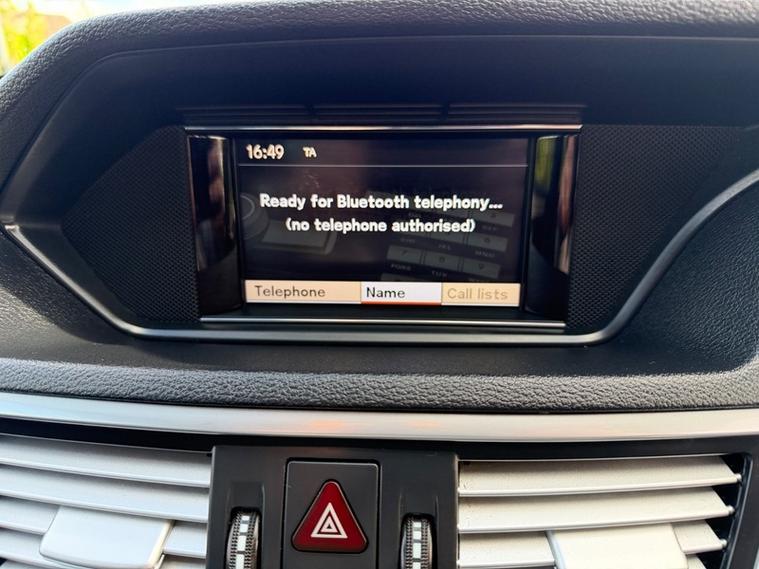 16:49 TA
Ready for Bluetooth telephony...
(no telephone authorised)
Telephone Name Call lists